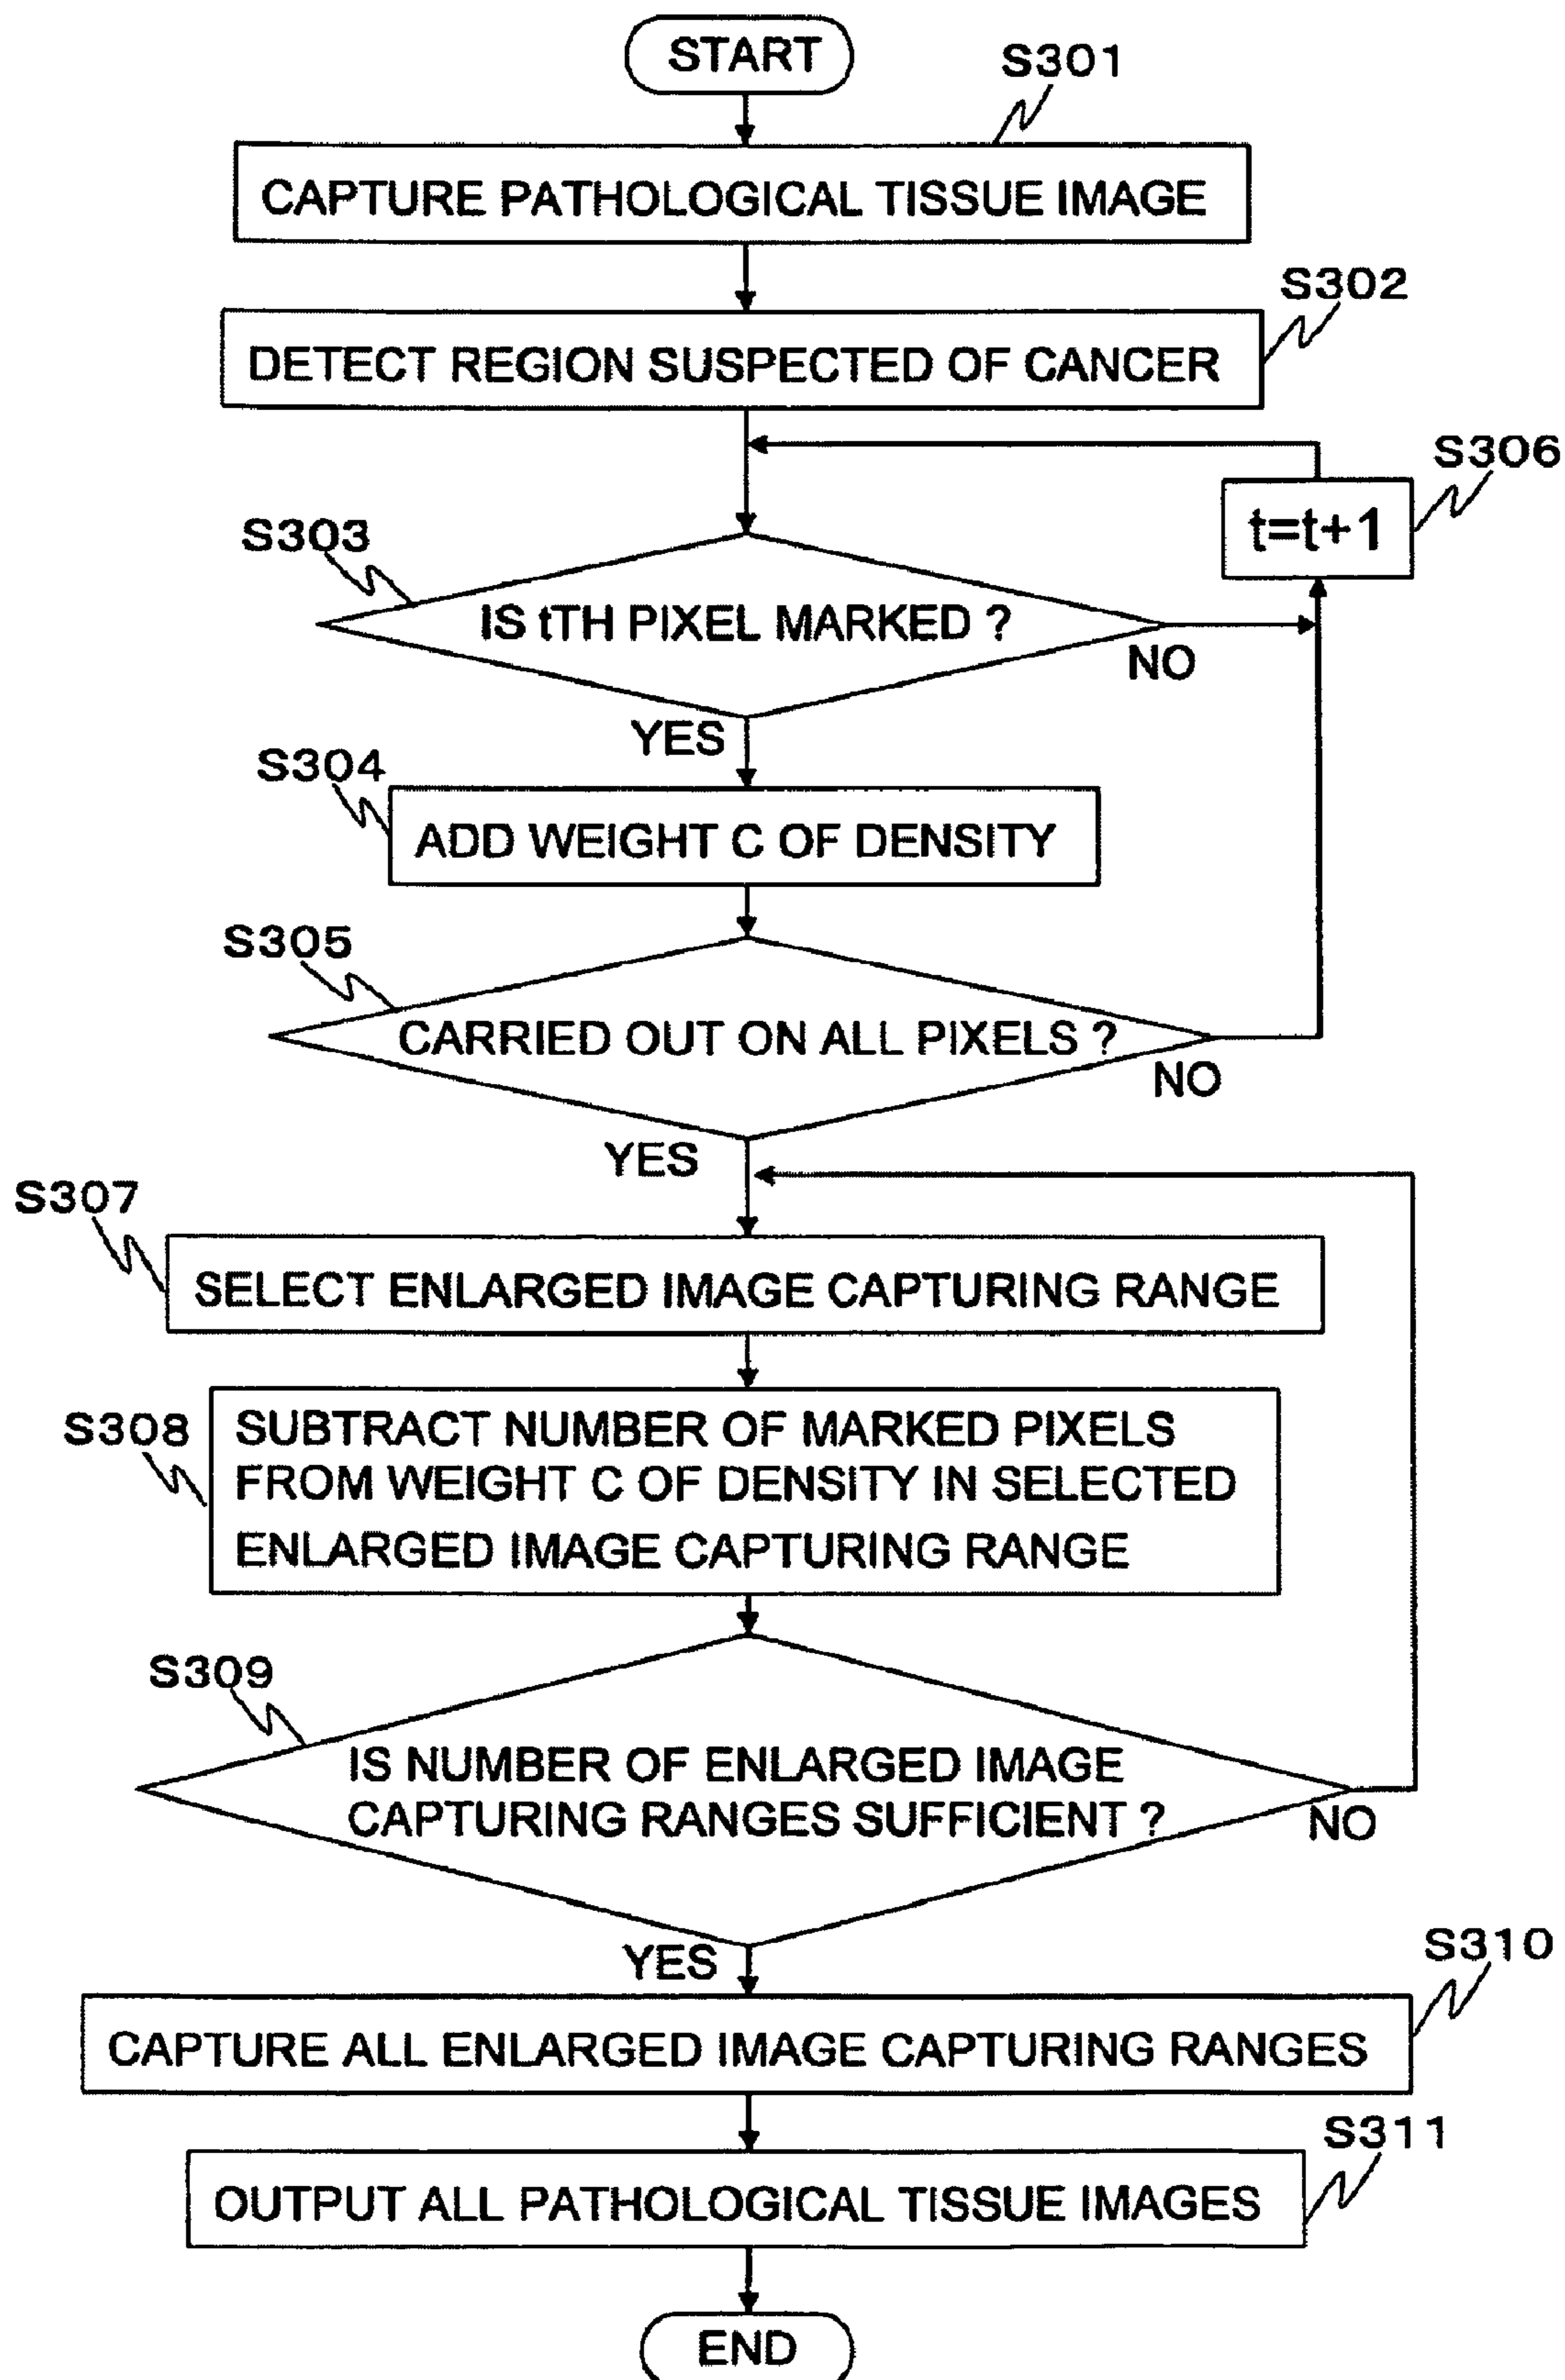 START
S301
CAPTURE PATHOLOGICAL TISSUE IMAGE
S302
DETECT REGION SUSPECTED OF CANCER
S306
t=t+1
S303
IS tTH PIXEL MARKED ?
NO
YES
S304
ADD WEIGHT C OF DENSITY
S305
CARRIED OUT ON ALL PIXELS ?
NO
YES
S307
SELECT ENLARGED IMAGE CAPTURING RANGE
S308
SUBTRACT NUMBER OF MARKED PIXELS
FROM WEIGHT C OF DENSITY IN SELECTED
ENLARGED IMAGE CAPTURING RANGE
S309
IS NUMBER OF ENLARGED IMAGE
CAPTURING RANGES SUFFICIENT ?
NO
YES
S310
CAPTURE ALL ENLARGED IMAGE CAPTURING RANGES
S311
OUTPUT ALL PATHOLOGICAL TISSUE IMAGES
END